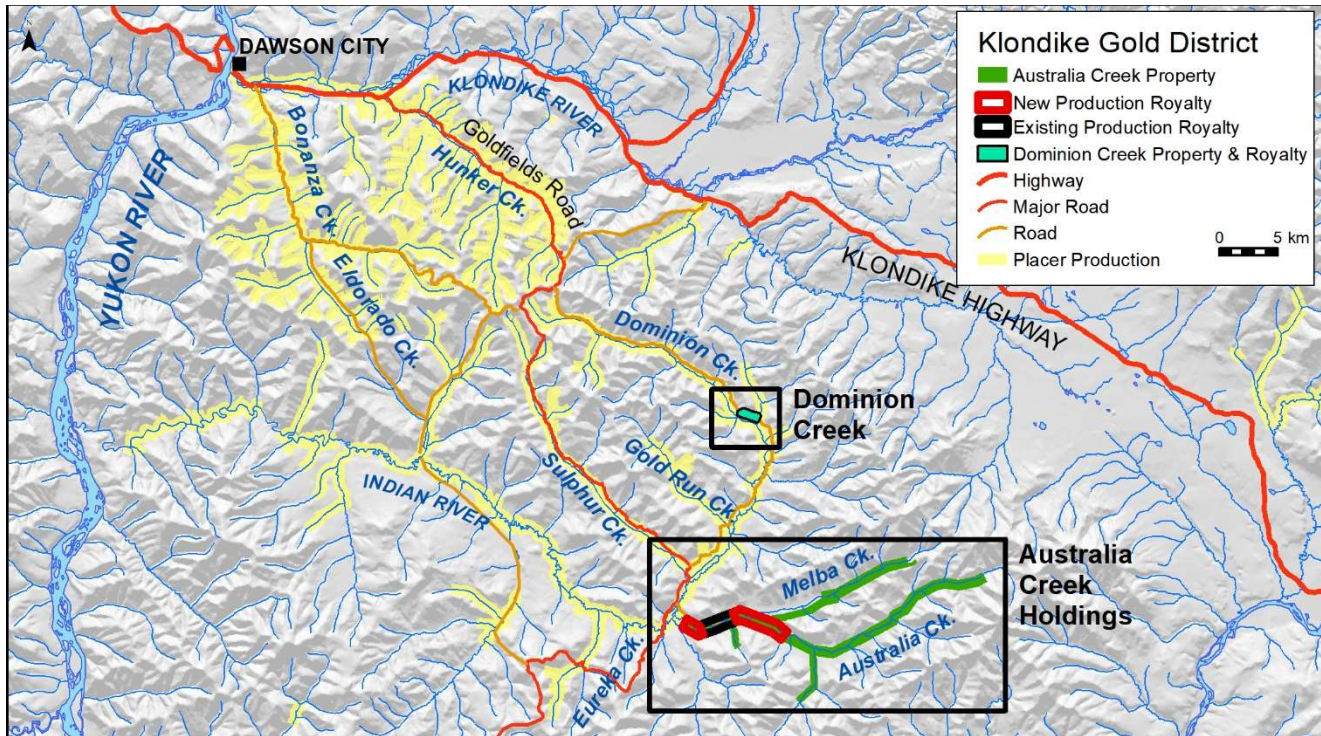 DAWSON CITY
KLONDIKE RIVER
Goldfields Road
Bonanza Ck.
Hunker Ck.
YUKON RIVER
Eldorado Ck.
KLONDIKE HIGHWAY
Dominion Ck.
Dominion
Creek
Gold Run Ck.
Sulphur Ck.
INDIAN RIVER
Melba Ck.
Australia Ck.
Eureka Ck.
Australia
Creek
Holdings
Klondike Gold District
Australia Creek Property
New Production Royalty
Existing Production Royalty
Dominion Creek Property & Royalty
Highway
Major Road
Road
Placer Production
0 5 km